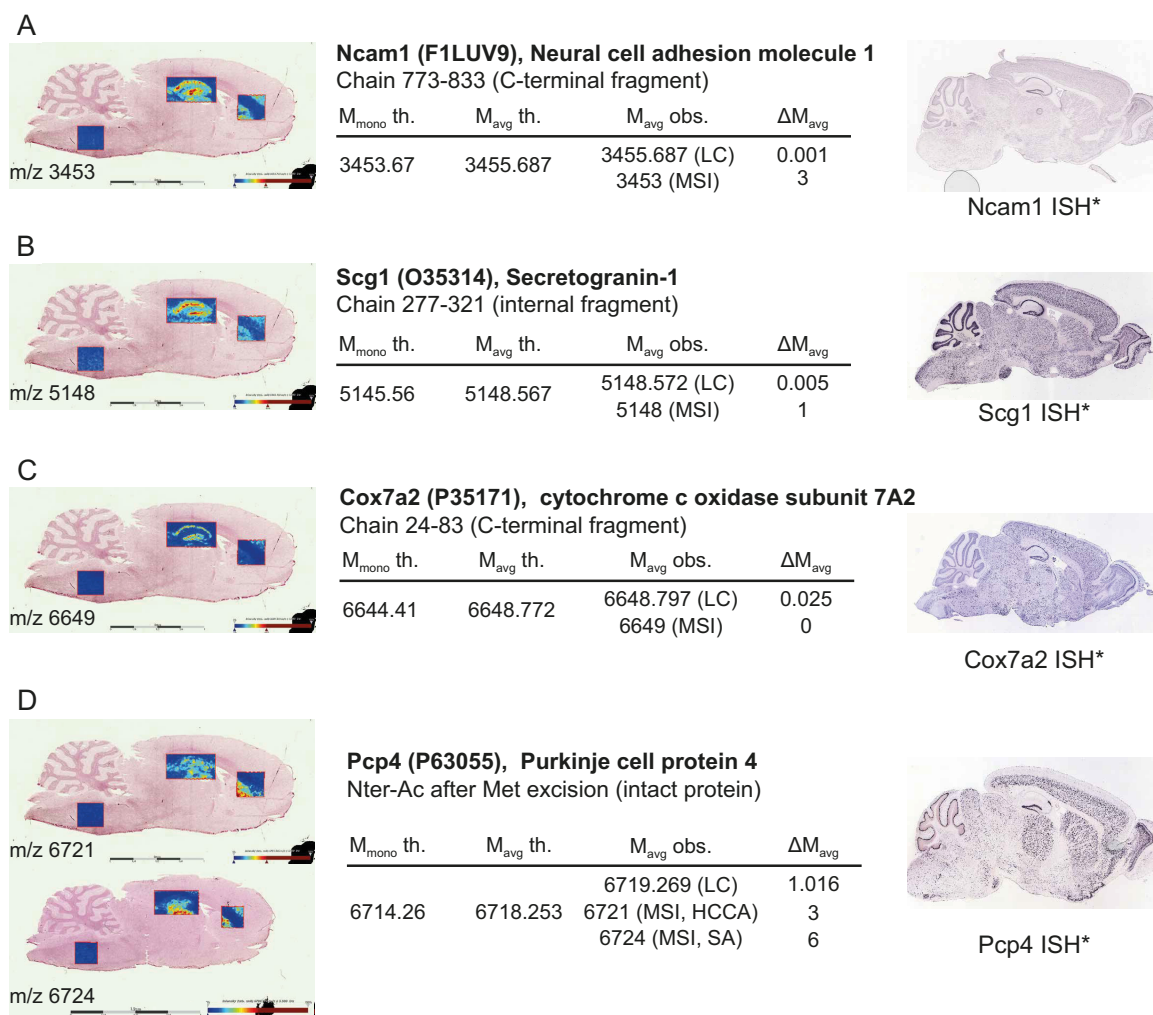 A
Ncam1 (F1LUV9), Neural cell adhesion molecule 1
Chain 773-833 (C-terminal fragment)
Mmono th. Mavg th. Mavg obs. ΔMavg
3453.67 3455.687 3455.687 (LC) 0.001
3453 (MSI) 3
m/z 3453
Ncam1 ISH*
B
Scg1 (O35314), Secretogranin-1
Chain 277-321 (internal fragment)
Mmono th. Mavg th. Mavg obs. ΔMavg
5145.56 5148.567 5148.572 (LC) 0.005
5148 (MSI) 1
m/z 5148
Scg1 ISH*
C
Cox7a2 (P35171), cytochrome c oxidase subunit 7A2
Chain 24-83 (C-terminal fragment)
Mmono th. Mavg th. Mavg obs. ΔMavg
6644.41 6648.772 6648.797 (LC) 0.025
6649 (MSI) 0
m/z 6649
Cox7a2 ISH*
D
Pcp4 (P63055), Purkinje cell protein 4
Nter-Ac after Met excision (intact protein)
Mmono th. Mavg th. Mavg obs. ΔMavg
6714.26 6718.253 6719.269 (LC) 1.016
6721 (MSI, HCCA) 3
6724 (MSI, SA) 6
m/z 6721
m/z 6724
Pcp4 ISH*